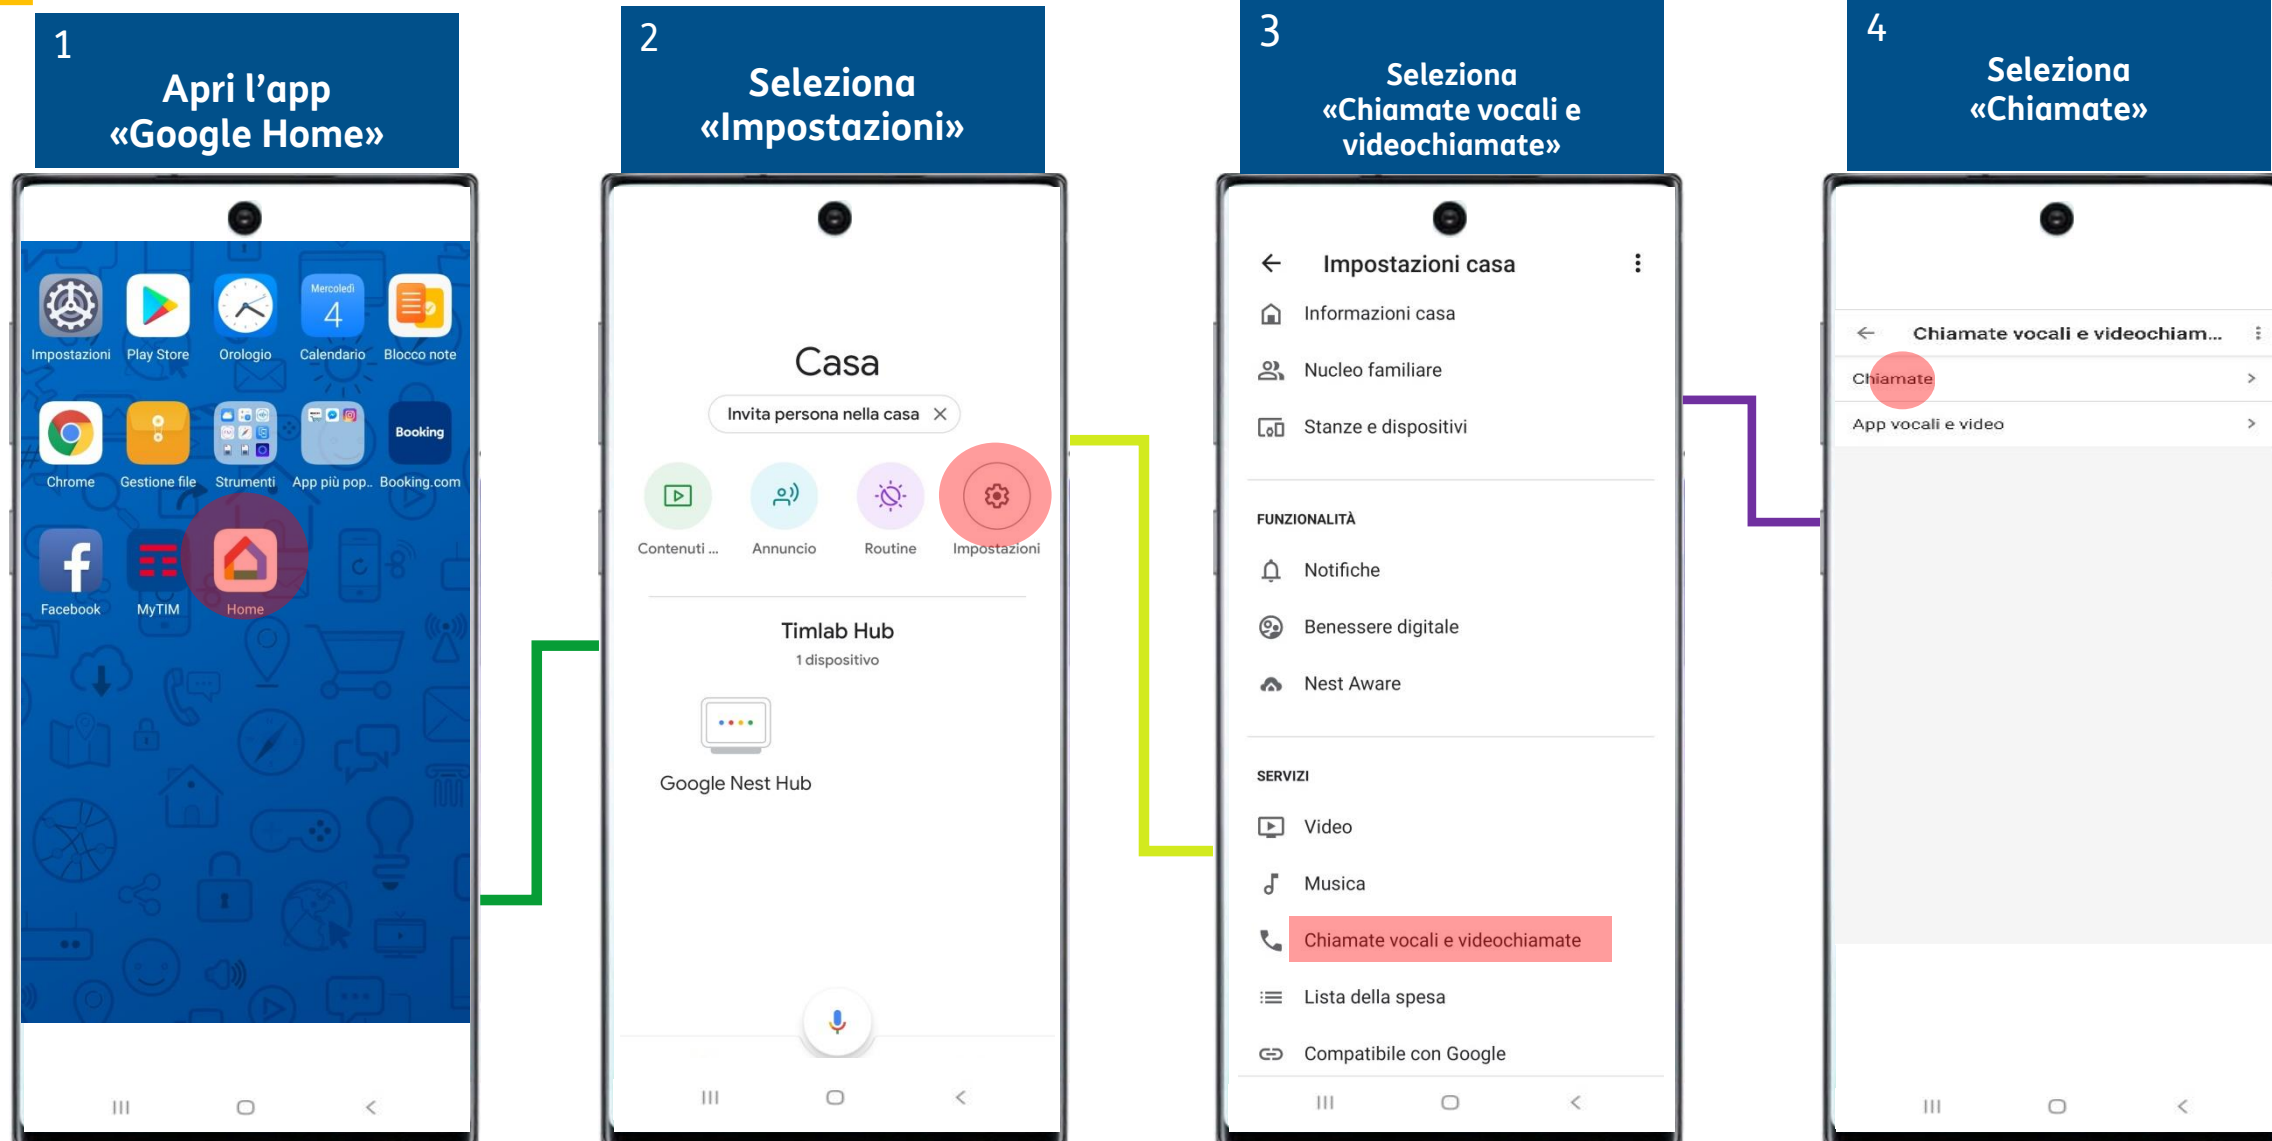 1
Apri l’app
«Google Home»
Mercoledì
4
Impostazioni
Play Store
Orologio
Calendario
Blocco note
Booking
Chrome
Gestione file
Strumenti
App più pop..
Booking.com
Facebook
MyTIM
Home
2
Seleziona
«Impostazioni»
Casa
Invita persona nella casa
Contenuti ...
Annuncio
Routine
Impostazioni
Timlab Hub
1 dispositivo
Google Nest Hub
3
Seleziona
«Chiamate vocali e
videochiamate»
Impostazioni casa
Informazioni casa
Nucleo familiare
Stanze e dispositivi
FUNZIONALITÀ
Notifiche
Benessere digitale
Nest Aware
SERVIZI
Video
Musica
Chiamate vocali e videochiamate
Lista della spesa
Compatibile con Google
4
Seleziona
«Chiamate»
Chiamate vocali e videochiam...
Chiamate
App vocali e video